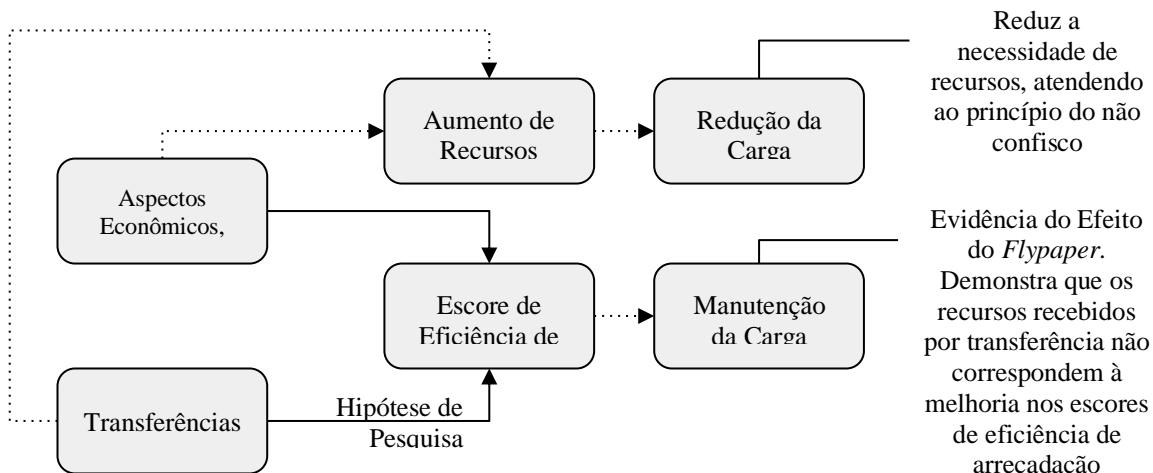 Aumento de
Recursos
Redução da
Carga
Reduz a
necessidade de
recursos, atendendo
ao princípio do não
confisco
Aspectos
Econômicos,
Escore de
Eficiência de
Manutenção
da Carga
Evidência do Efeito
do Flypaper.
Demonstra que os
recursos recebidos
por transferência não
correspondem à
melhoria nos escores
de eficiência de
arrecadação
Transferências
Hipótese de
Pesquisa